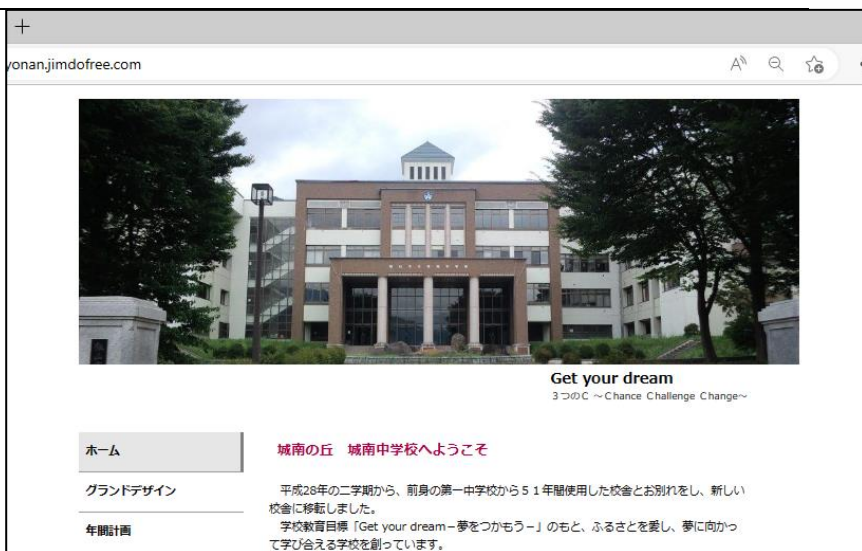 yonan.jimdofree.com
Get your dream
3つのC ～Chance Challenge Change～
ホーム
グランドデザイン
年間計画
城南の丘　城南中学校へようこそ
平成28年の二学期から、前身の第一中学校から５１年間使用した校舎とお別れをし、新しい
校舎に移転しました。
学校教育目標「Get your dream－夢をつかもう－」のもと、ふるさとを愛し、夢に向かっ
て学び合える学校を創っています。